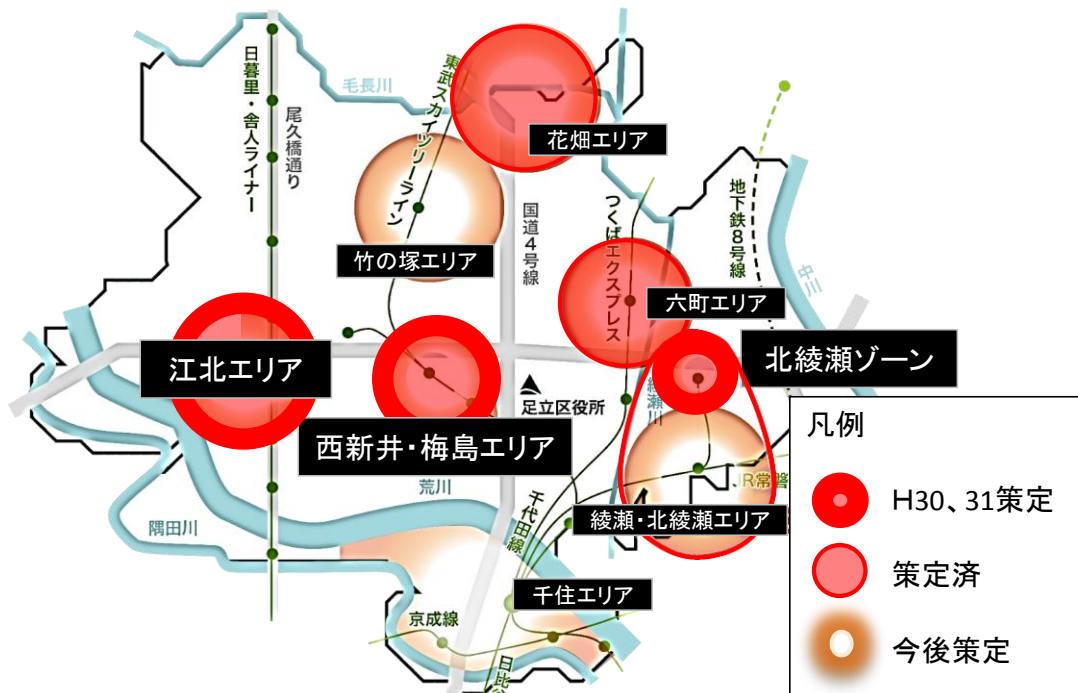 日暮里・舎人ライナー
尾久橋通り
毛長川
東武スカイツリーライン
花畑エリア
国道4号線
つくばエクスプレス
地下鉄8号線
中川
竹の塚エリア
六町エリア
江北エリア
北綾瀬ゾーン
綾瀬川
足立区役所
西新井・梅島エリア
荒川
JR常磐
隅田川
千代田線
綾瀬・北綾瀬エリア
千住エリア
京成線
日比谷
凡例
H30、31策定
策定済
今後策定